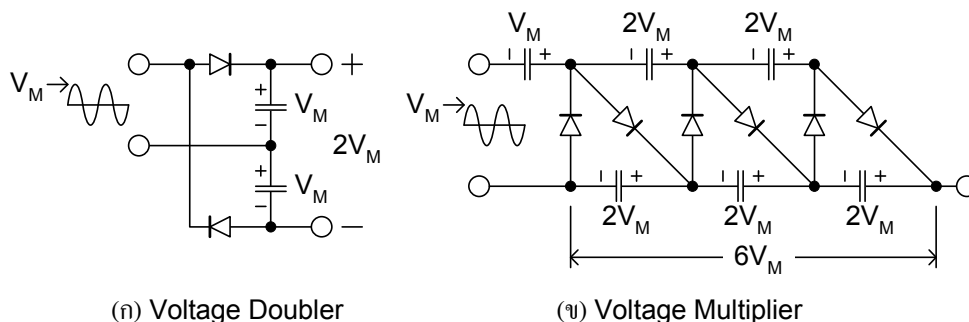 V_M 2V_M 2V_M
+ − + − + − +
V_M + V_M V_M
− 2V_M
+ V_M − + − + − +
− − 2V_M 2V_M 2V_M
6V_M
(ก) Voltage Doubler (ข) Voltage Multiplier